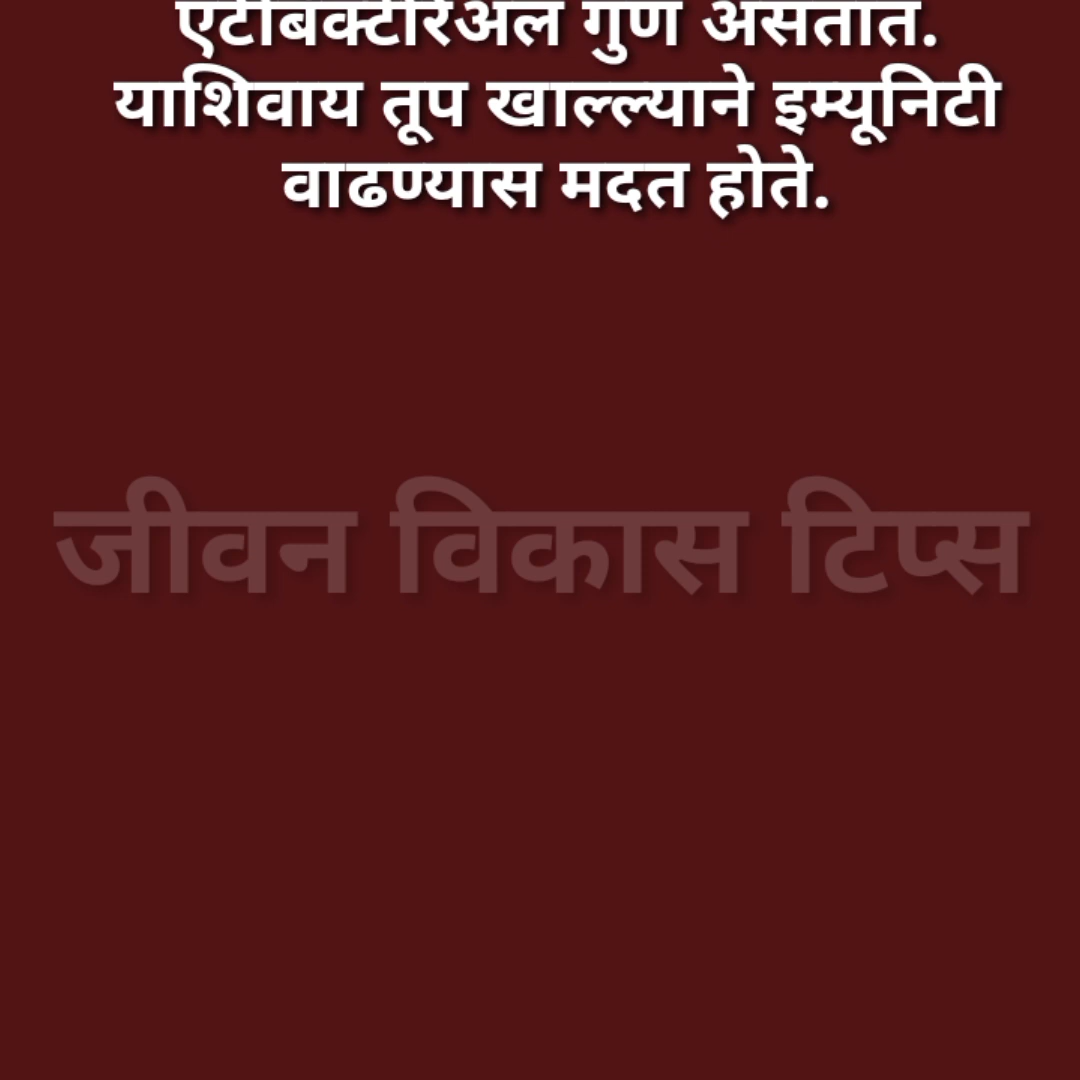 एंटीबॅक्टेरिअल गुण असतात.
याशिवाय तूप खाल्ल्याने इम्यूनिटी
वाढण्यास मदत होते.
जीवन विकास टिप्स